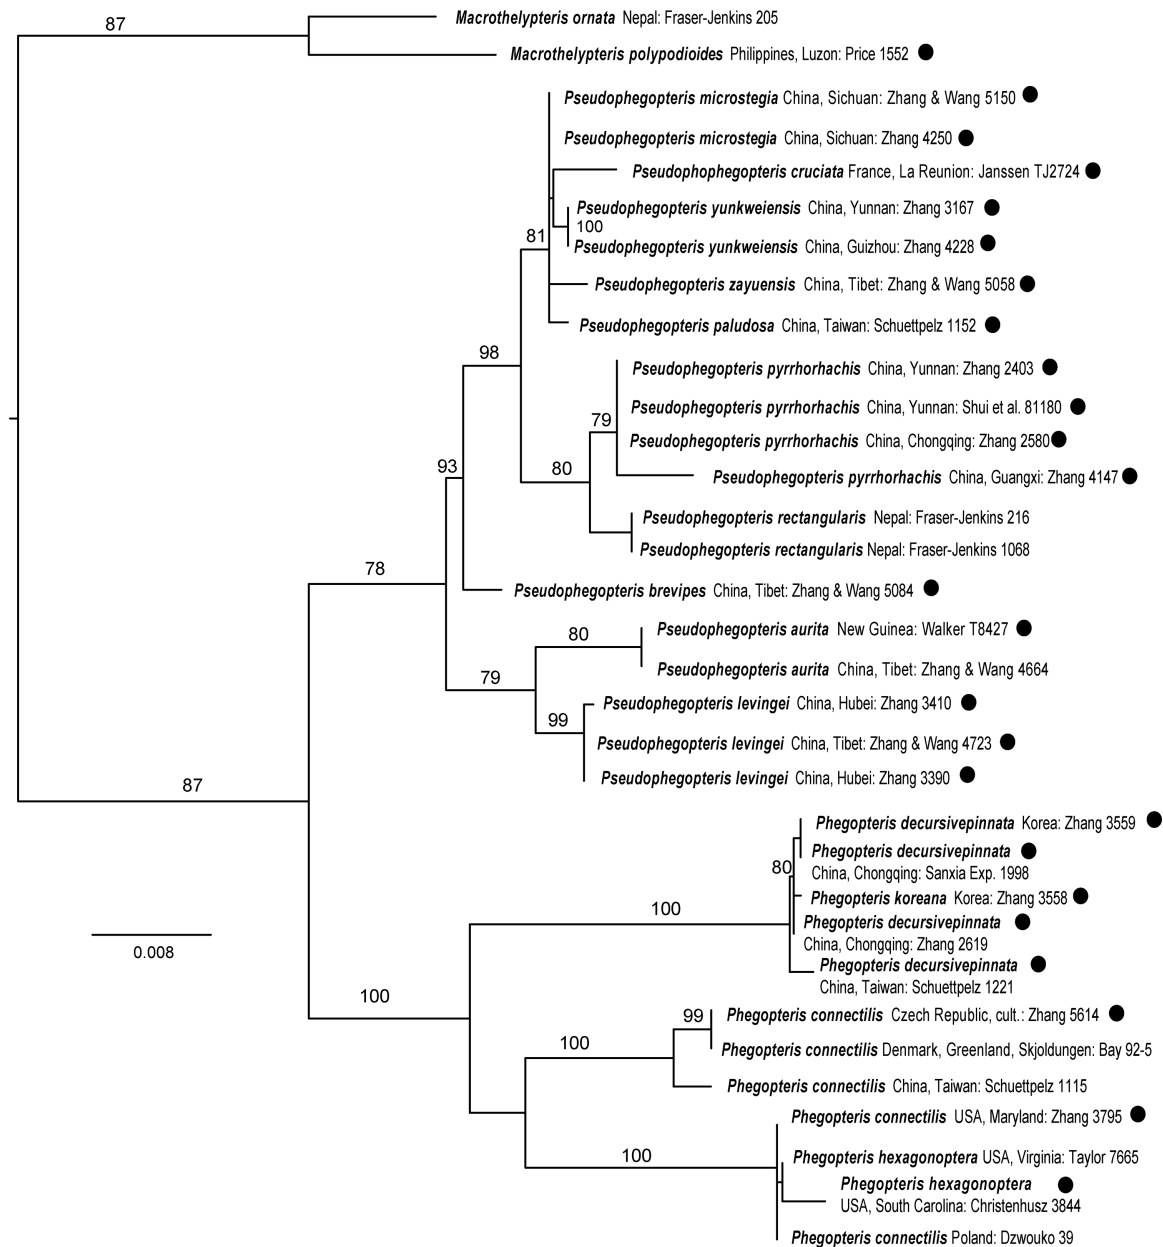 87
Macrothelypteris ornata Nepal: Fraser-Jenkins 205
Macrothelypteris polypodioides Philippines, Luzon: Price 1552
Pseudophegopteris microstegia China, Sichuan: Zhang & Wang 5150
Pseudophegopteris microstegia China, Sichuan: Zhang 4250
Pseudophophegopteris cruciata France, La Reunion: Janssen TJ2724
Pseudophegopteris yunkweiensis China, Yunnan: Zhang 3167
100
81
Pseudophegopteris yunkweiensis China, Guizhou: Zhang 4228
Pseudophegopteris zayuensis China, Tibet: Zhang & Wang 5058
Pseudophegopteris paludosa China, Taiwan: Schuettpelz 1152
98
Pseudophegopteris pyrrhorhachis China, Yunnan: Zhang 2403
Pseudophegopteris pyrrhorhachis China, Yunnan: Shui et al. 81180
79
Pseudophegopteris pyrrhorhachis China, Chongqing: Zhang 2580
93
80
Pseudophegopteris pyrrhorhachis China, Guangxi: Zhang 4147
Pseudophegopteris rectangularis Nepal: Fraser-Jenkins 216
Pseudophegopteris rectangularis Nepal: Fraser-Jenkins 1068
78
Pseudophegopteris brevipes China, Tibet: Zhang & Wang 5084
80
Pseudophegopteris aurita New Guinea: Walker T8427
Pseudophegopteris aurita China, Tibet: Zhang & Wang 4664
79
Pseudophegopteris levingei China, Hubei: Zhang 3410
99
Pseudophegopteris levingei China, Tibet: Zhang & Wang 4723
Pseudophegopteris levingei China, Hubei: Zhang 3390
87
Phegopteris decursivepinnata Korea: Zhang 3559
Phegopteris decursivepinnata
80
China, Chongqing: Sanxia Exp. 1998
Phegopteris koreana Korea: Zhang 3558
100
Phegopteris decursivepinnata
China, Chongqing: Zhang 2619
0.008
Phegopteris decursivepinnata
China, Taiwan: Schuettpelz 1221
100
99
Phegopteris connectilis Czech Republic, cult.: Zhang 5614
100
Phegopteris connectilis Denmark, Greenland, Skjoldungen: Bay 92-5
Phegopteris connectilis China, Taiwan: Schuettpelz 1115
Phegopteris connectilis USA, Maryland: Zhang 3795
100
Phegopteris hexagonoptera USA, Virginia: Taylor 7665
Phegopteris hexagonoptera
USA, South Carolina: Christenhusz 3844
Phegopteris connectilis Poland: Dzwouko 39